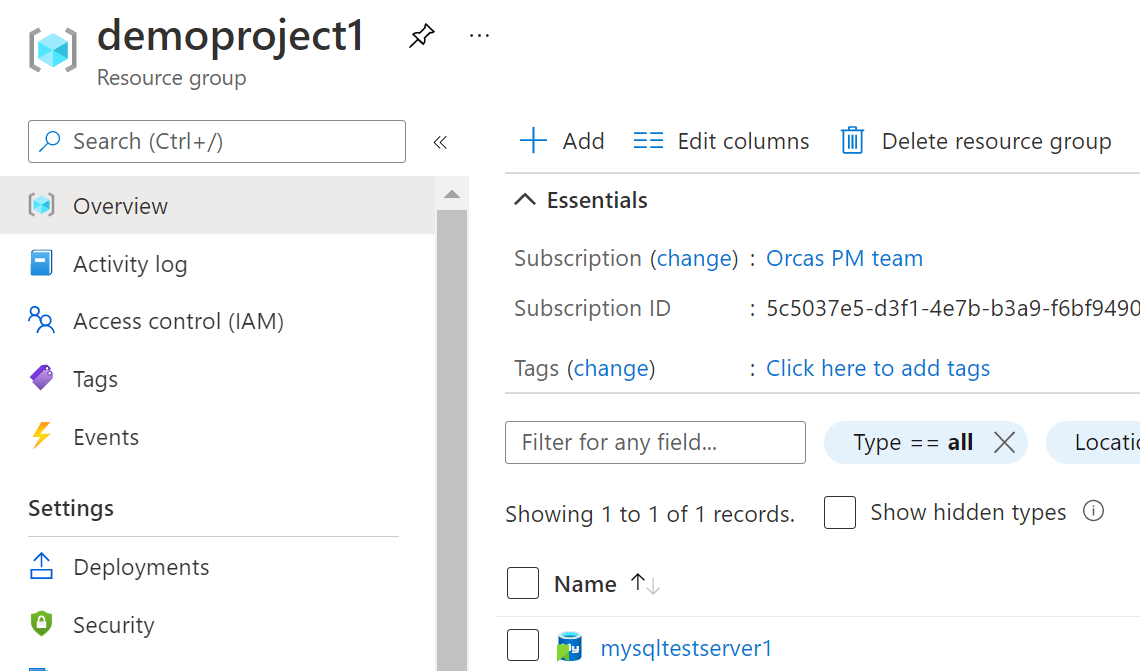 demoproject1
Resource group
Search (Ctrl+/)
Overview
Activity log
Access control (IAM)
Tags
Events
Settings
Deployments
Security
Add
Edit columns
Delete resource group
Essentials
Subscription (change) : Orcas PM team
Subscription ID : 5c5037e5-d3f1-4e7b-b3a9-f6bf9490
Tags (change) : Click here to add tags
Filter for any field...
Type == all
Locatio
Showing 1 to 1 of 1 records.
Show hidden types
Name
My
mysqltestserver1